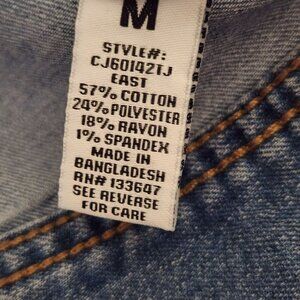 M
STYLE#:
CJ60142TJ
EAST
57% COTTON
24% POLYESTER
18% RAYON
1% SPANDEX
MADE IN
BANGLADESH
RN# 133647
SEE REVERSE
FOR CARE